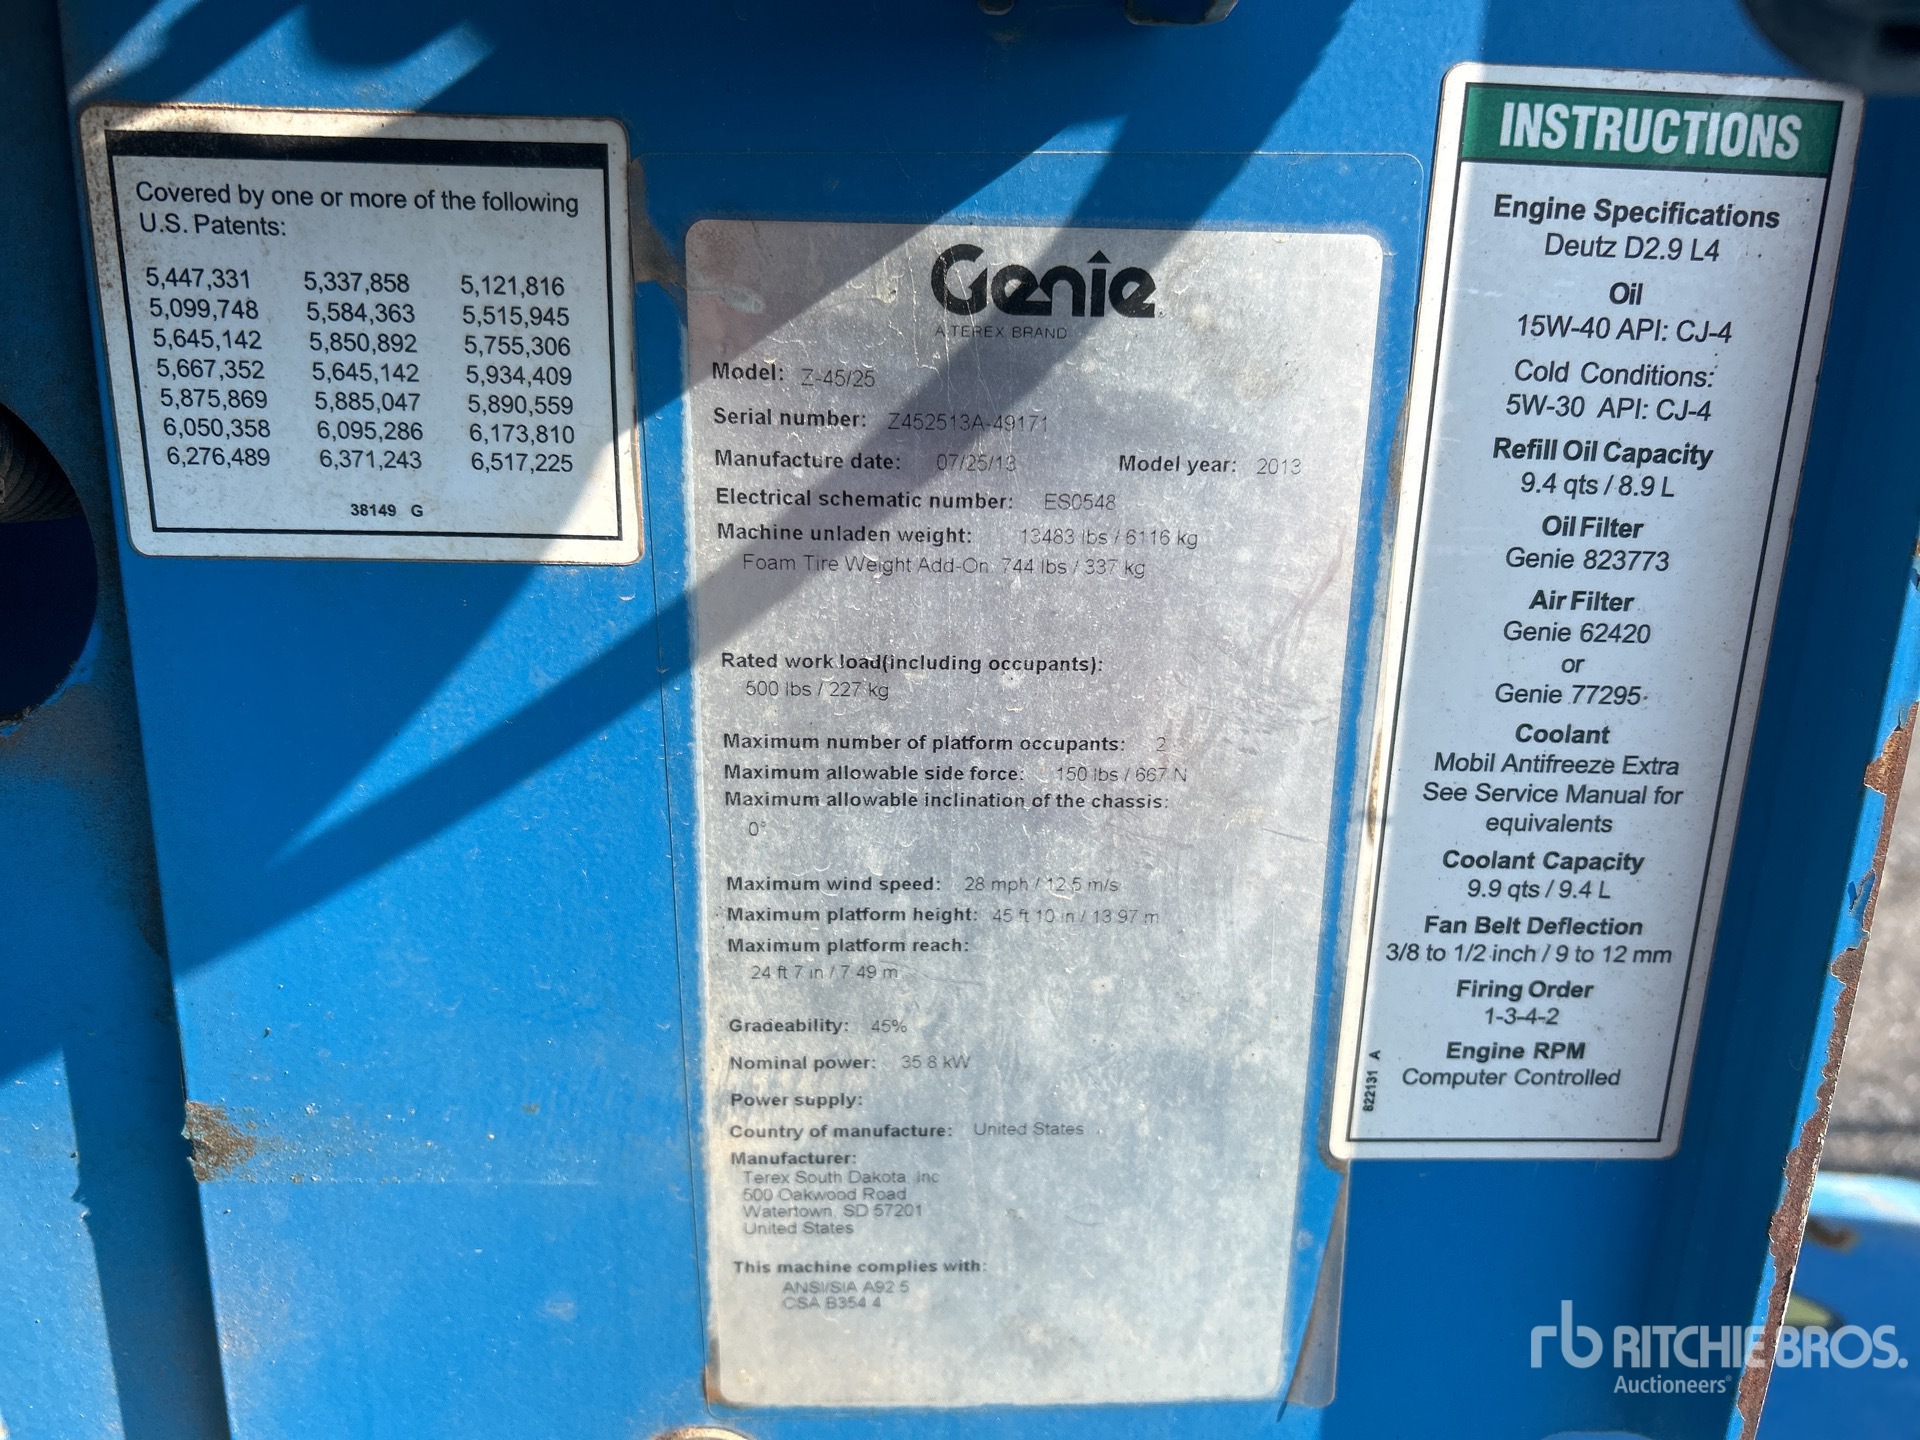 Covered by one or more of the following
U.S. Patents:
5,447,331 5,337,858 5,121,816
5,099,748 5,584,363 5,515,945
5,645,142 5,850,892 5,755,306
5,667,352 5,645,142 5,934,409
5,875,869 5,885,047 5,890,559
6,050,358 6,095,286 6,173,810
6,276,489 6,371,243 6,517,225
38149 G
Genie
A TEREX BRAND
Model: Z-45/25
Serial number: Z452513A-49171
Manufacture date: 07/25/13 Model year: 2013
Electrical schematic number: ES0548
Machine unladen weight: 13483 lbs / 6116 kg
Foam Tire Weight Add-On: 744 lbs / 337 kg
Rated work load(including occupants):
500 lbs / 227 kg
Maximum number of platform occupants: 2
Maximum allowable side force: 150 lbs / 667 N
Maximum allowable inclination of the chassis:
0°
Maximum wind speed: 28 mph / 12.5 m/s
Maximum platform height: 45 ft 10 in / 13.97 m
Maximum platform reach:
24 ft 7 in / 7.49 m
Gradeability: 45%
Nominal power: 35.8 kW
Power supply:
Country of manufacture: United States
Manufacturer:
Terex South Dakota, Inc
500 Oakwood Road
Watertown, SD 57201
United States
This machine complies with:
ANSI/SIA A92.5
CSA B354.4
INSTRUCTIONS
Engine Specifications
Deutz D2.9 L4
Oil
15W-40 API: CJ-4
Cold Conditions:
5W-30 API: CJ-4
Refill Oil Capacity
9.4 qts / 8.9 L
Oil Filter
Genie 823773
Air Filter
Genie 62420
or
Genie 77295
Coolant
Mobil Antifreeze Extra
See Service Manual for
equivalents
Coolant Capacity
9.9 qts / 9.4 L
Fan Belt Deflection
3/8 to 1/2 inch / 9 to 12 mm
Firing Order
1-3-4-2
Engine RPM
Computer Controlled
822131 A
rb RITCHIE BROS.
Auctioneers